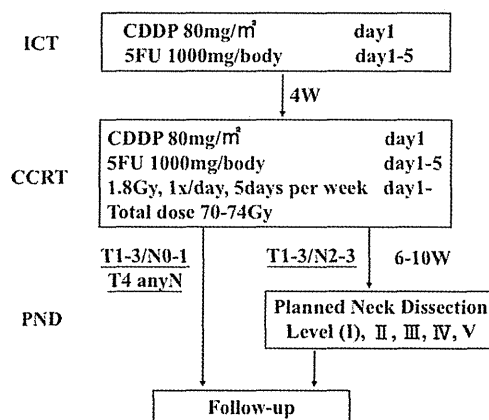 ICT
CDDP 80mg/㎡ day1
5FU 1000mg/body day1-5
4W
CCRT
CDDP 80mg/㎡ day1
5FU 1000mg/body day1-5
1.8Gy, 1x/day, 5days per week day1-
Total dose 70-74Gy
T1-3/N0-1
T4 anyN
T1-3/N2-3
6-10W
PND
Planned Neck Dissection
Level (I), Ⅱ, Ⅲ, Ⅳ, V
Follow-up